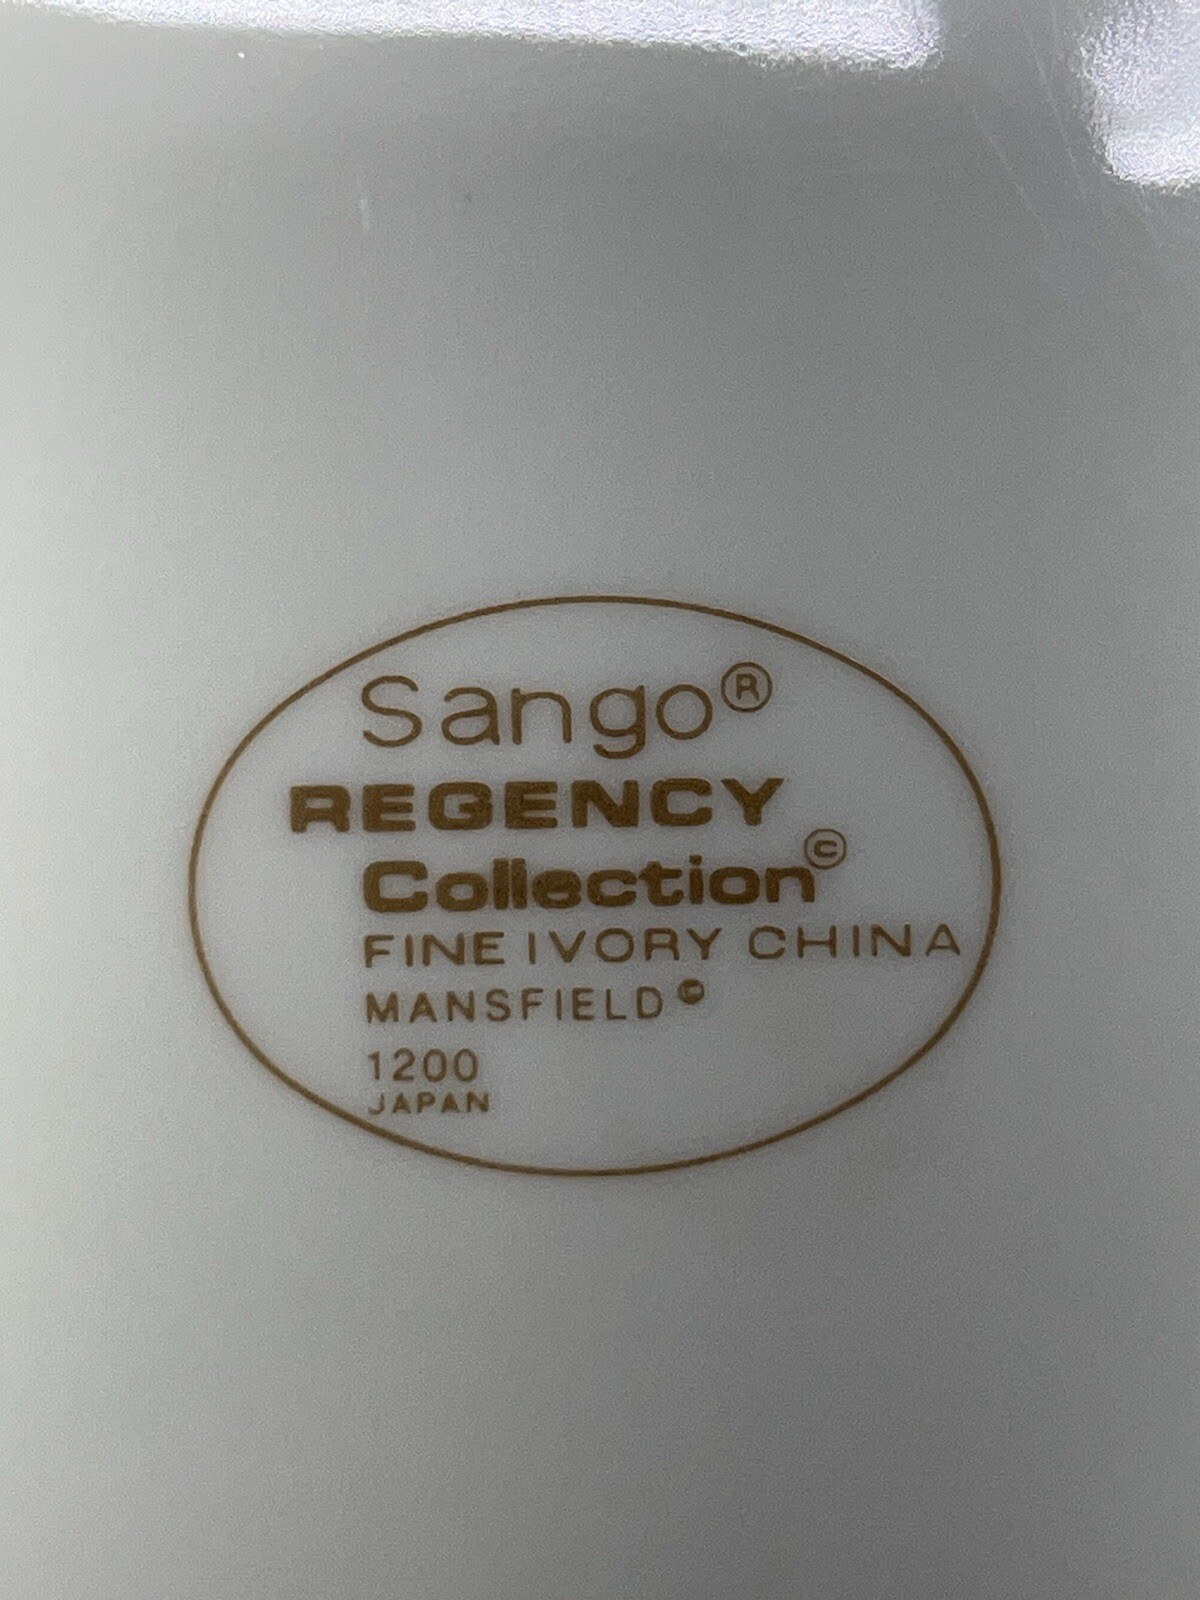 Sango®
REGENCY
Collection©
FINE IVORY CHINA
MANSFIELD©
1200
JAPAN